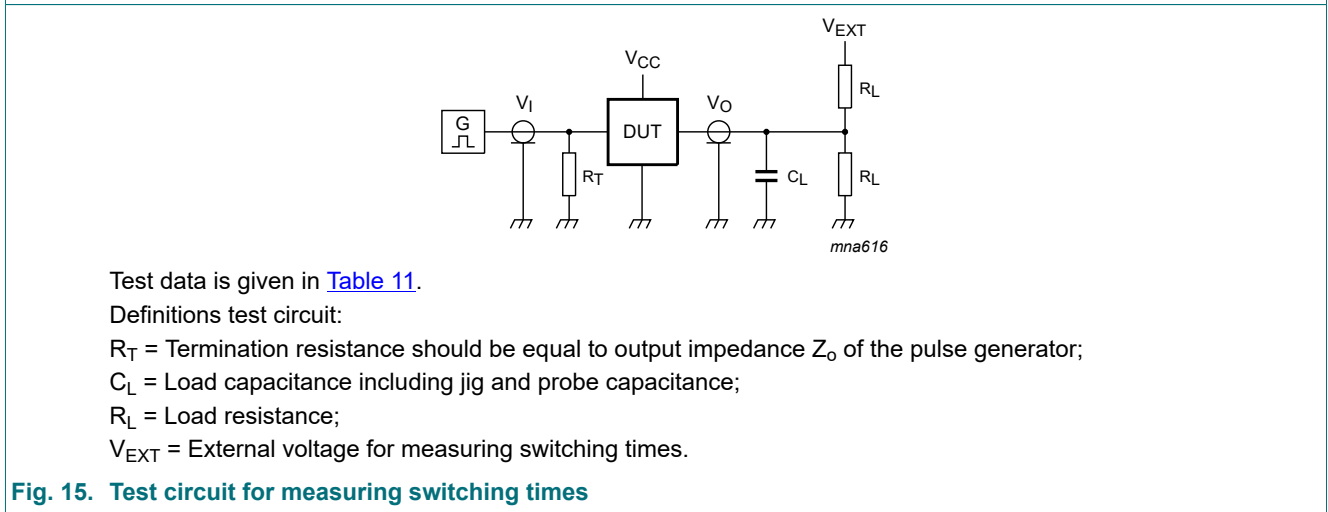 VEXT
VCC
RL
VI
VO
G
DUT
RT
CL
RL
mna616
Test data is given in Table 11.
Definitions test circuit:
RT = Termination resistance should be equal to output impedance Zo of the pulse generator;
CL = Load capacitance including jig and probe capacitance;
RL = Load resistance;
VEXT = External voltage for measuring switching times.
Fig. 15. Test circuit for measuring switching times